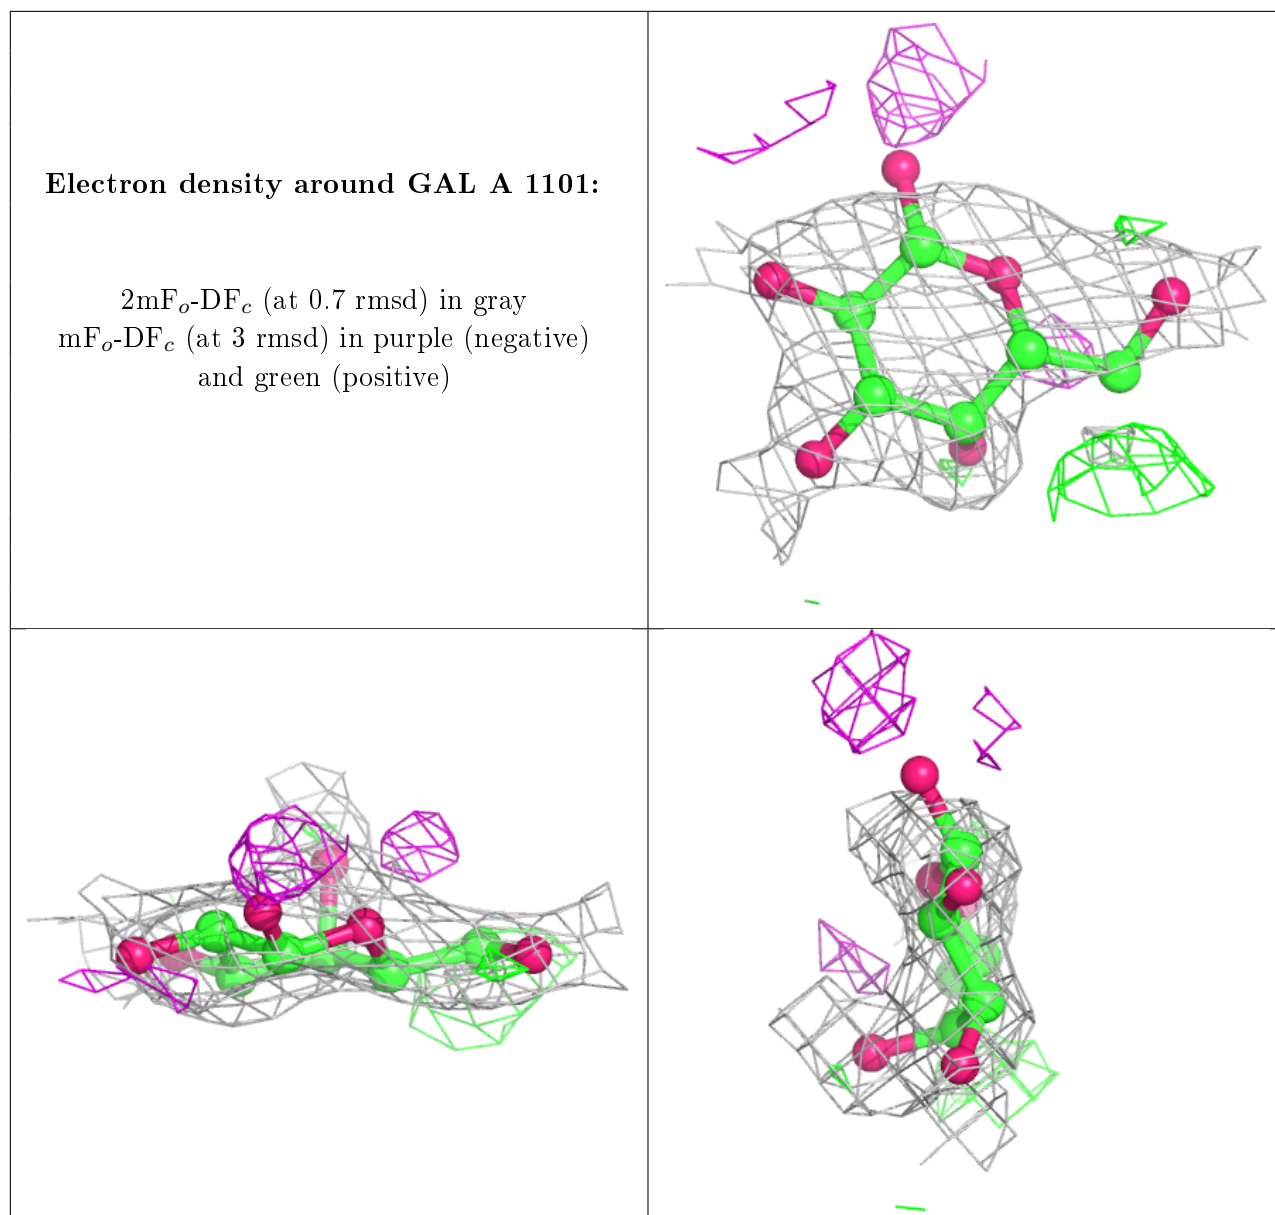 Electron density around GAL A 1101:
2mFₒ-DF𝒸 (at 0.7 rmsd) in gray
mFₒ-DF𝒸 (at 3 rmsd) in purple (negative)
and green (positive)